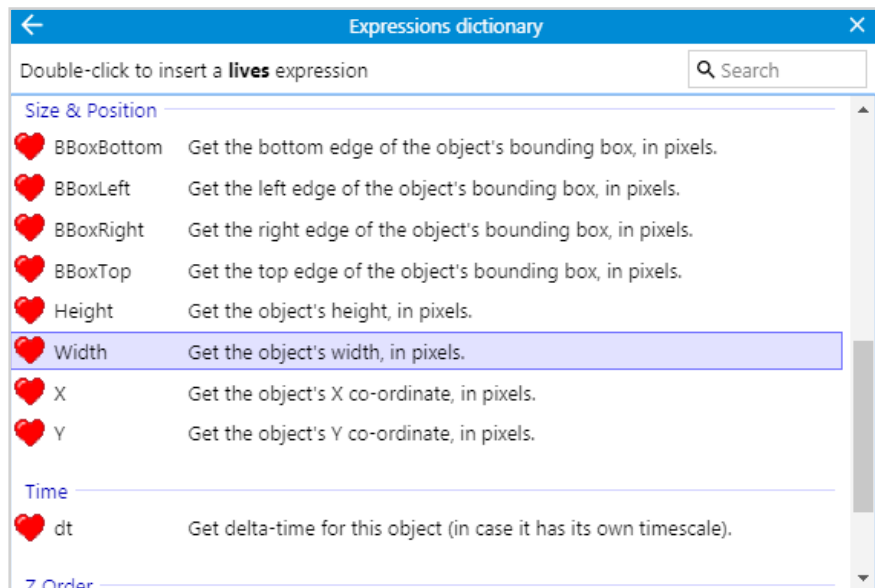 Expressions dictionary
Double-click to insert a lives expression
Search
Size & Position
BBoxBottom Get the bottom edge of the object's bounding box, in pixels.
BBoxLeft Get the left edge of the object's bounding box, in pixels.
BBoxRight Get the right edge of the object's bounding box, in pixels.
BBoxTop Get the top edge of the object's bounding box, in pixels.
Height Get the object's height, in pixels.
Width Get the object's width, in pixels.
X Get the object's X co-ordinate, in pixels.
Y Get the object's Y co-ordinate, in pixels.
Time
dt Get delta-time for this object (in case it has its own timescale).
Z Order